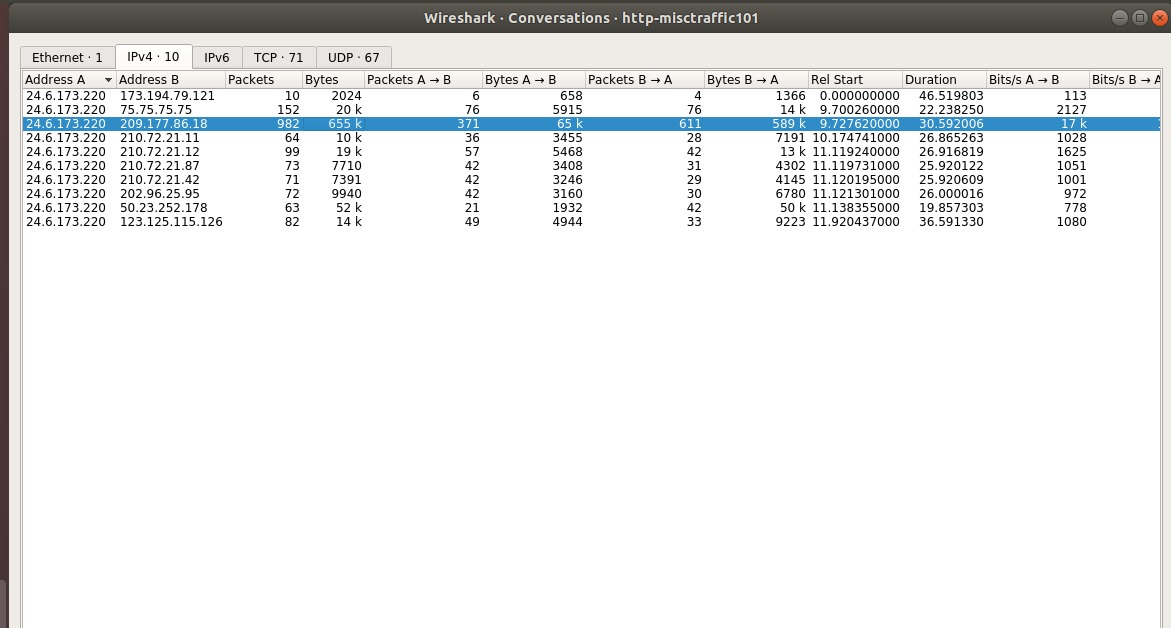 Wireshark · Conversations · http-misctraffic101
Ethernet · 1 IPv4 · 10 IPv6 TCP · 71 UDP · 67
Address A Address B Packets Bytes Packets A → B Bytes A → B Packets B → A Bytes B → A Rel Start Duration Bits/s A → B Bits/s B → A
24.6.173.220 173.194.79.121 10 2024 6 658 4 1366 0.000000000 46.519803 113
24.6.173.220 75.75.75.75 152 20 k 76 5915 76 14 k 9.700260000 22.238250 2127
24.6.173.220 209.177.86.18 982 655 k 371 65 k 611 589 k 9.727620000 30.592006 17 k
24.6.173.220 210.72.21.11 64 10 k 36 3455 28 7191 10.174741000 26.865263 1028
24.6.173.220 210.72.21.12 99 19 k 57 5468 42 13 k 11.119240000 26.916819 1625
24.6.173.220 210.72.21.87 73 7710 42 3408 31 4302 11.119731000 25.920122 1051
24.6.173.220 210.72.21.42 71 7391 42 3246 29 4145 11.120195000 25.920609 1001
24.6.173.220 202.96.25.95 72 9940 42 3160 30 6780 11.121301000 26.000016 972
24.6.173.220 50.23.252.178 63 52 k 21 1932 42 50 k 11.138355000 19.857303 778
24.6.173.220 123.125.115.126 82 14 k 49 4944 33 9223 11.920437000 36.591330 1080